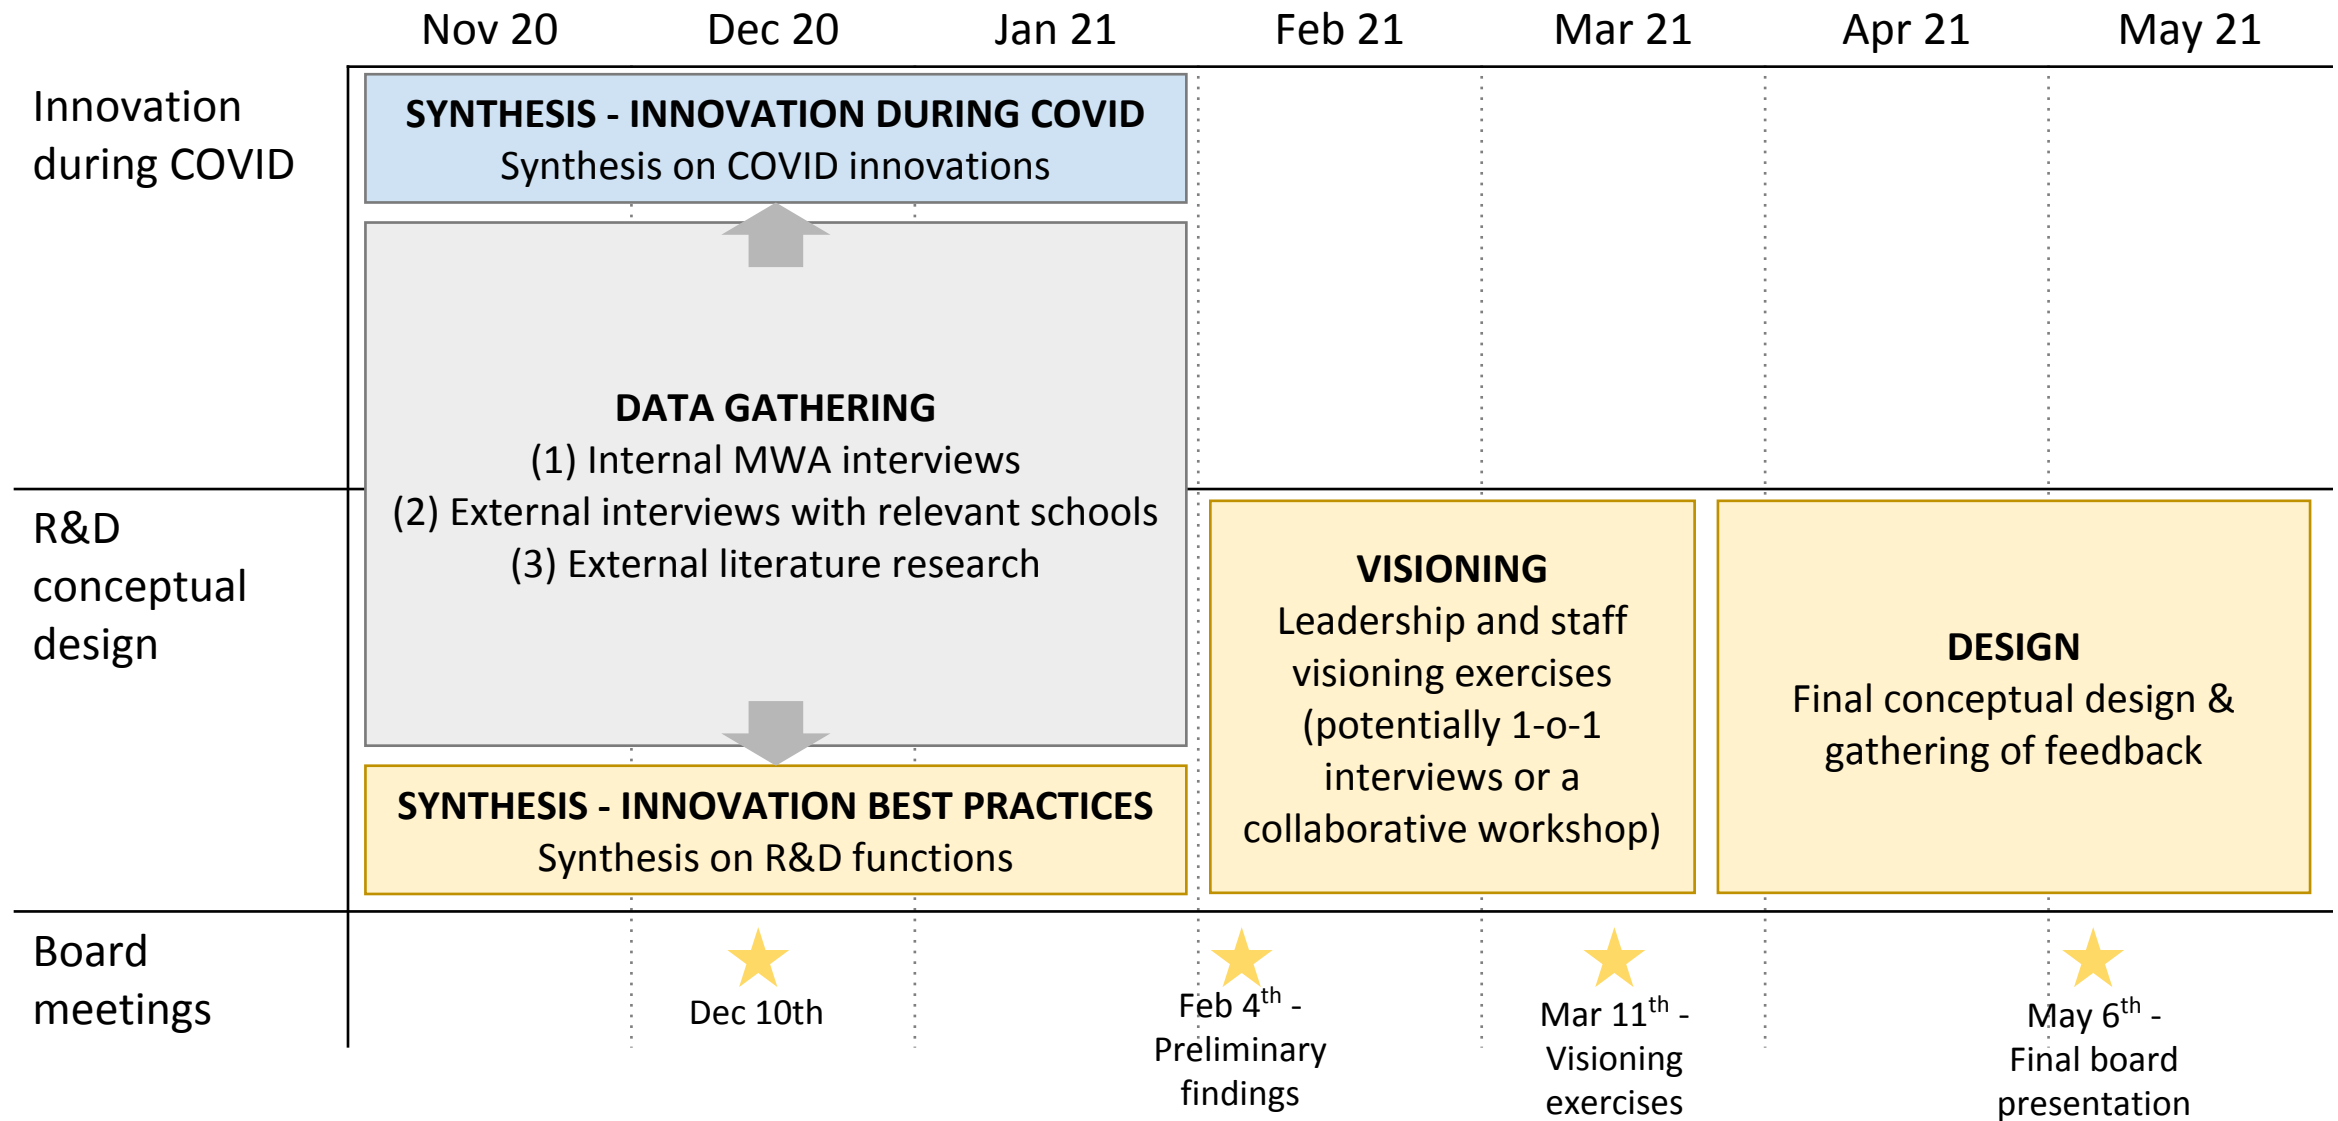 Nov 20 Dec 20 Jan 21 Feb 21 Mar 21 Apr 21 May 21
Innovation
during COVID
SYNTHESIS - INNOVATION DURING COVID
Synthesis on COVID innovations
DATA GATHERING
(1) Internal MWA interviews
(2) External interviews with relevant schools
(3) External literature research
R&D
conceptual
design
SYNTHESIS - INNOVATION BEST PRACTICES
Synthesis on R&D functions
VISIONING
Leadership and staff
visioning exercises
(potentially 1-o-1
interviews or a
collaborative workshop)
DESIGN
Final conceptual design &
gathering of feedback
Board
meetings
Dec 10th
Feb 4th -
Preliminary
findings
Mar 11th -
Visioning
exercises
May 6th -
Final board
presentation